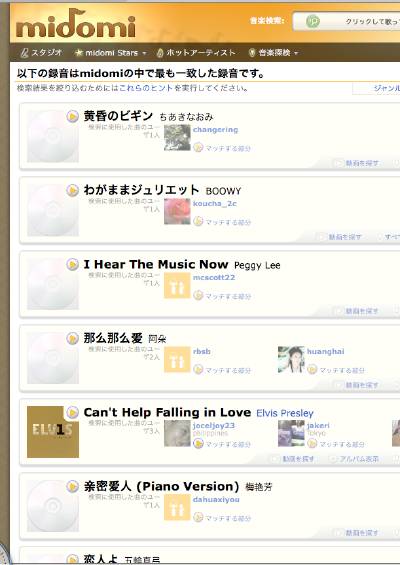 midomi
音楽検索:
クリックして歌っ
スタジオ
midomi Stars
ホットアーティスト
音楽探検
以下の録音はmidomiの中で最も一致した録音です。
検索結果を絞り込むためにはこれらのヒントを実行してください。
ジャンル
黄昏のビギン ちあきなおみ
検索に使用した曲のユー
ザ1人
changering
マッチする部分
動画を探す
わがままジュリエット BOOWY
検索に使用した曲のユー
ザ1人
koucha_2c
マッチする部分
動画を探す
すべ
I Hear The Music Now Peggy Lee
検索に使用した曲のユー
ザ1人
mcscott22
マッチする部分
動画を探す
那么那么爱 阿朵
検索に使用した曲のユー
ザ2人
rbsb
マッチする部分
huanghai
マッチする部分
動画を探す
ELV1S
Can't Help Falling in Love Elvis Presley
検索に使用した曲のユー
ザ3人
joceljoy23
philippines
マッチする部分
jakeri
Tokyo
マッチする部分
動画を探す
アルバム表示
動画を探す
亲密爱人 (Piano Version) 梅艳芳
検索に使用した曲のユー
ザ1人
dahuaxiyou
マッチする部分
動画を探す
恋人よ 五輪真弓